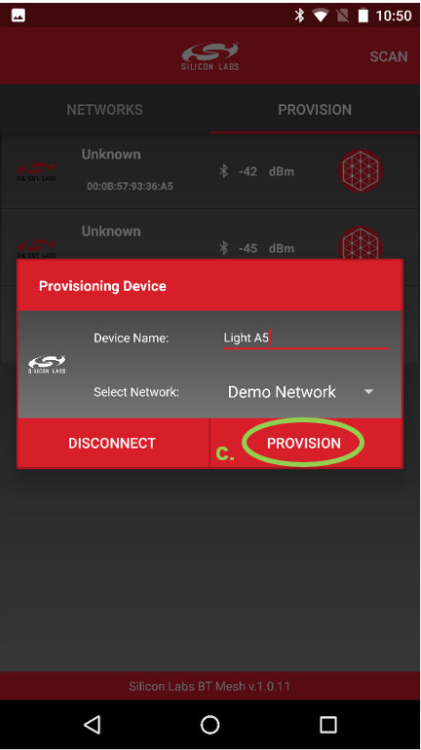 10:50
SILICON LABS
SCAN
NETWORKS
PROVISION
Unknown
SILICON LABS
-42 dBm
00:0B:57:93:36:A5
Unknown
SILICON LABS
-45 dBm
Provisioning Device
Device Name:
Light A5
SILICON LABS
Select Network:
Demo Network
DISCONNECT
c.
PROVISION
Silicon Labs BT Mesh v.1.0.11